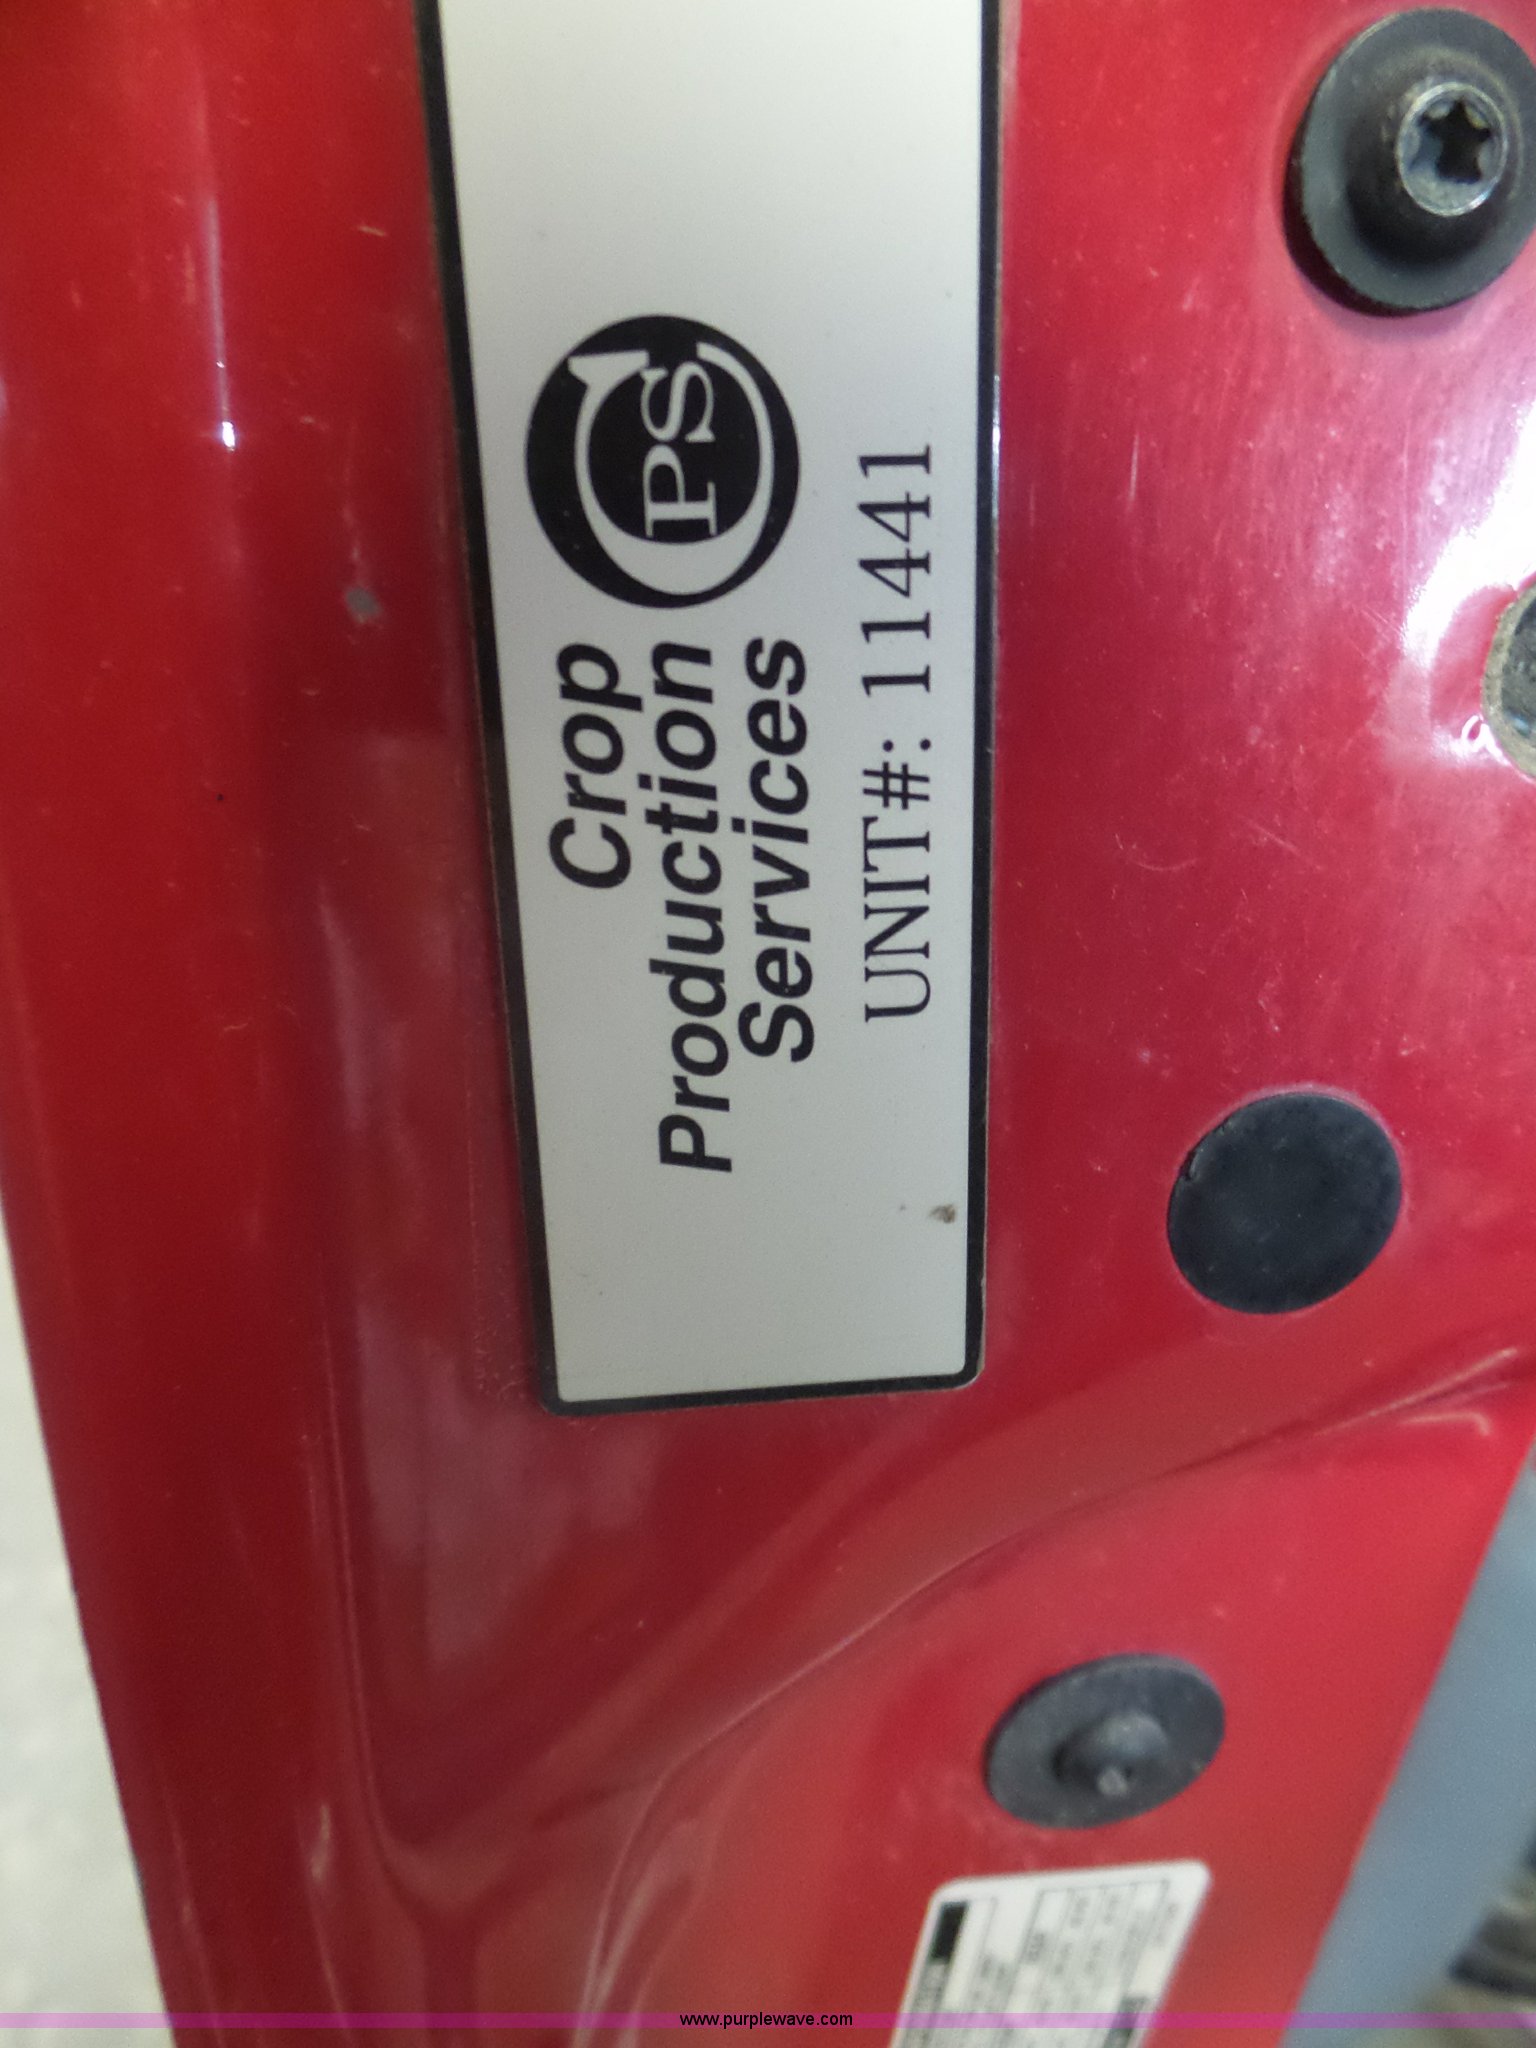 Crop
Production
Services
CPS
UNIT#: 11441
www.purplewave.com